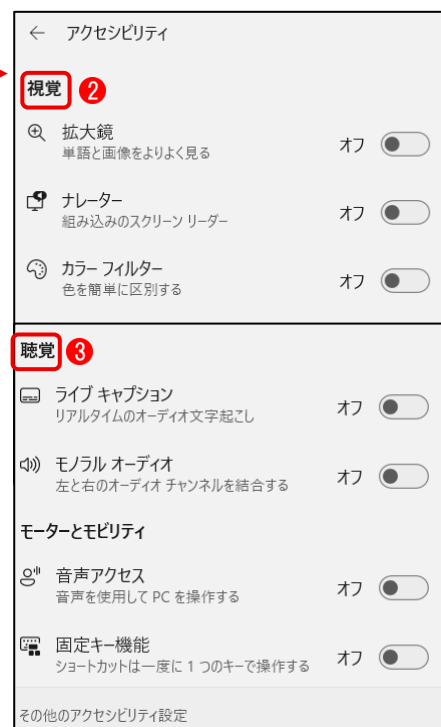 ← アクセシビリティ
視覚 2
拡大鏡
単語と画像をよりよく見る
オフ
ナレーター
組み込みのスクリーン リーダー
オフ
カラー フィルター
色を簡単に区別する
オフ
聴覚 3
ライブ キャプション
リアルタイムのオーディオ文字起こし
オフ
モノラル オーディオ
左と右のオーディオ チャンネルを結合する
オフ
モーターとモビリティ
音声アクセス
音声を使用して PC を操作する
オフ
固定キー機能
ショートカットは一度に 1 つのキーで操作する
オフ
その他のアクセシビリティ設定